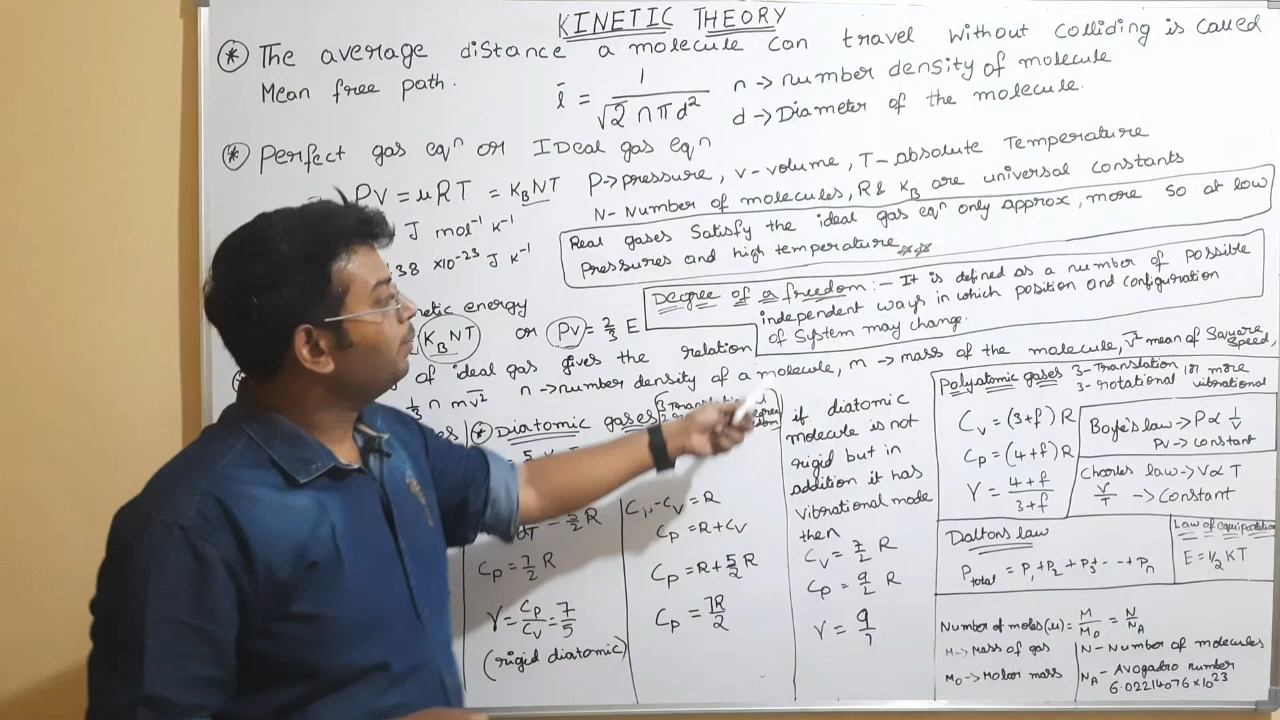 KINETIC THEORY
* The average distance a molecule can travel without colliding is called
Mean free path.
l̄ = 1 / √2 n π d²
n → number density of molecule
d → Diameter of the molecule.
* Perfect gas eqⁿ or IDeal gas eqⁿ
PV = μRT = K_B NT
P → pressure, V - volume, T - absolute Temperature
N - Number of molecules, R & K_B are universal constants
J mol⁻¹ K⁻¹
38 × 10⁻²³ J K⁻¹
Real gases Satisfy the ideal gas eqⁿ only approx, more so at low
pressures and high temperature
Degree of a freedom :- It is defined as a number of possible
independent ways in which position and configuration
of System may change.
netic energy
K_B NT or PV = 2/3 E
of ideal gas gives the relation
1/3 n m v̄²
n → number density of a molecule, m → mass of the molecule, v̄² mean of Square
Speed,
* Diatomic gases
5/2 R
Cp = 7/2 R
γ = Cp/Cv = 7/5
(rigid diatomic)
Cp - Cv = R
Cp = R + Cv
Cp = R + 5/2 R
Cp = 7R/2
if diatomic
molecule is not
rigid but in
addition it has
vibrational mode
then
Cv = 7/2 R
Cp = 9/2 R
γ = 9/7
Polyatomic gases
3 - Translation
3 - rotational
1 or more
vibrational
Cv = (3+f) R
Cp = (4+f) R
γ = 4+f / 3+f
Boyle's law → P ∝ 1/V
PV → constant
Charles law → V ∝ T
V/T → Constant
Daltons law
P total = P₁ + P₂ + P₃ + - - + Pn
Law of equipartition
E = 1/2 KT
Number of moles (μ) = M/M₀ = N/N_A
M → Mass of gas
M₀ → Molar mass
N - Number of molecules
N_A - Avogadro number
6.02214076 × 10²³